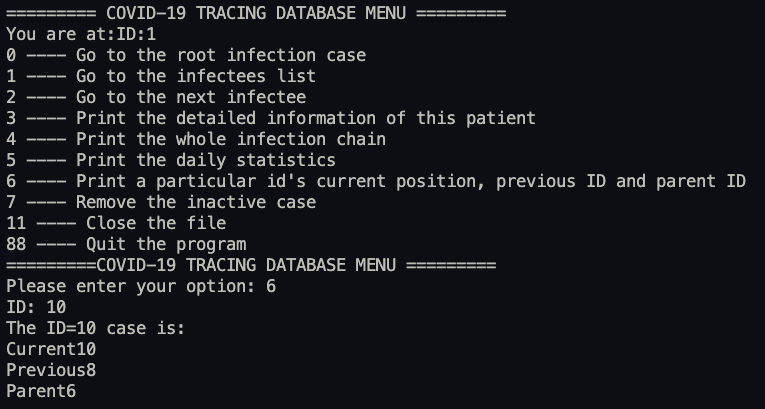 ========= COVID-19 TRACING DATABASE MENU =========
You are at:ID:1
0 ---- Go to the root infection case
1 ---- Go to the infectees list
2 ---- Go to the next infectee
3 ---- Print the detailed information of this patient
4 ---- Print the whole infection chain
5 ---- Print the daily statistics
6 ---- Print a particular id's current position, previous ID and parent ID
7 ---- Remove the inactive case
11 ---- Close the file
88 ---- Quit the program
=========COVID-19 TRACING DATABASE MENU =========
Please enter your option: 6
ID: 10
The ID=10 case is:
Current10
Previous8
Parent6